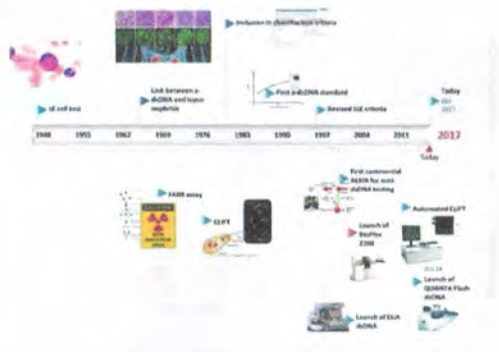 Inclusion in classification criteria
Link between a-
dsDNA and lupus
nephritis
First a-dsDNA standard
Today
2017
LE cell test
Revised SLE criteria
1948 1955 1962 1969 1976 1983 1990 1997 2004 2011 2017
Today
First commercial
ALBIA for anti-
dsDNA testing
FARR assay
CLIFT
Automated CLIFT
Launch of
BioPlex
2200
Launch of
QUANTA Flash
dsDNA
Launch of ELiA
dsDNA